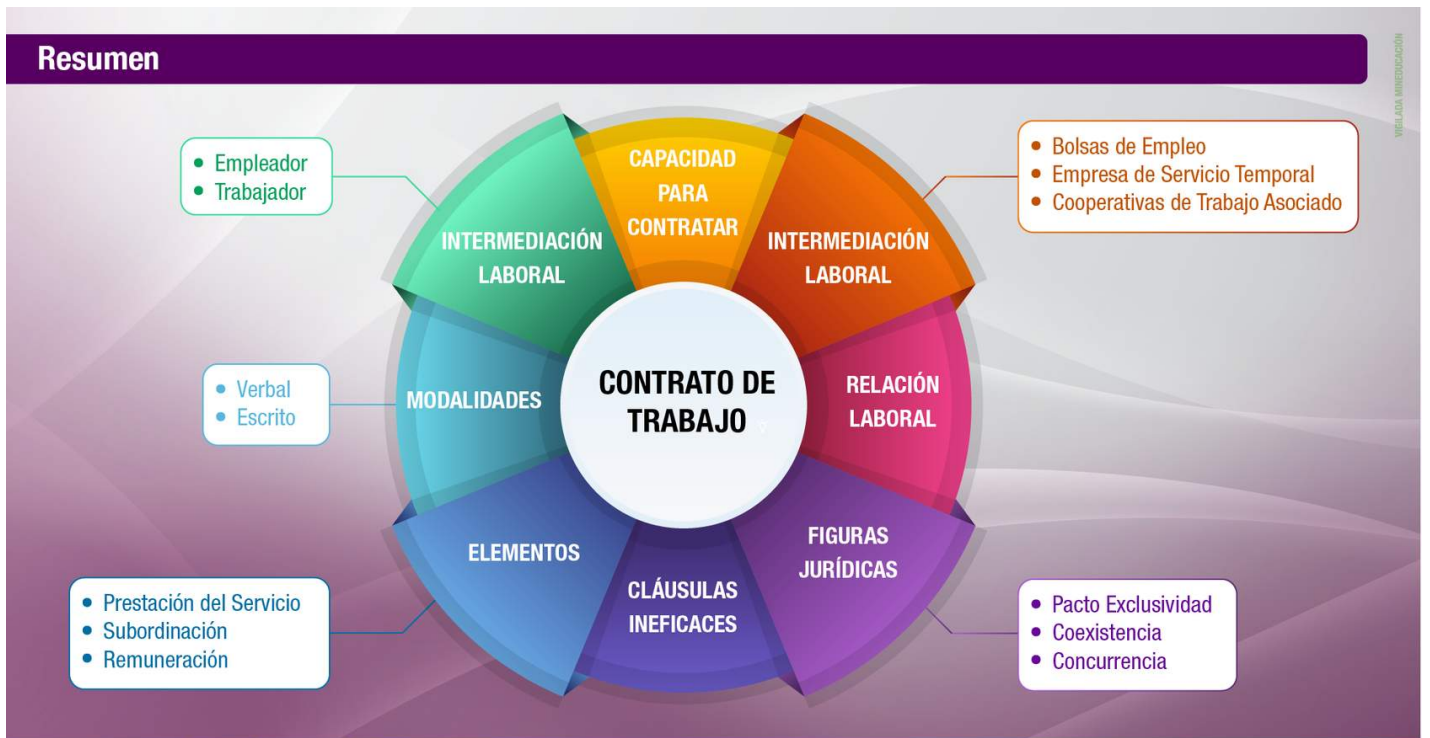 Resumen
VIGILADA MINEDUCACIÓN
• Empleador
• Trabajador
INTERMEDIACIÓN
LABORAL
CAPACIDAD
PARA
CONTRATAR
INTERMEDIACIÓN
LABORAL
• Bolsas de Empleo
• Empresa de Servicio Temporal
• Cooperativas de Trabajo Asociado
• Verbal
• Escrito
MODALIDADES
CONTRATO DE
TRABAJO
RELACIÓN
LABORAL
ELEMENTOS
• Prestación del Servicio
• Subordinación
• Remuneración
CLÁUSULAS
INEFICACES
FIGURAS
JURÍDICAS
• Pacto Exclusividad
• Coexistencia
• Concurrencia